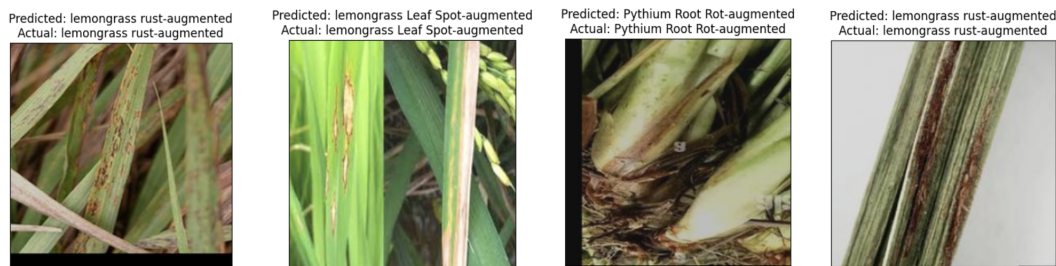 Predicted: lemongrass rust-augmented
Actual: lemongrass rust-augmented
Predicted: lemongrass Leaf Spot-augmented
Actual: lemongrass Leaf Spot-augmented
Predicted: Pythium Root Rot-augmented
Actual: Pythium Root Rot-augmented
Predicted: lemongrass rust-augmented
Actual: lemongrass rust-augmented